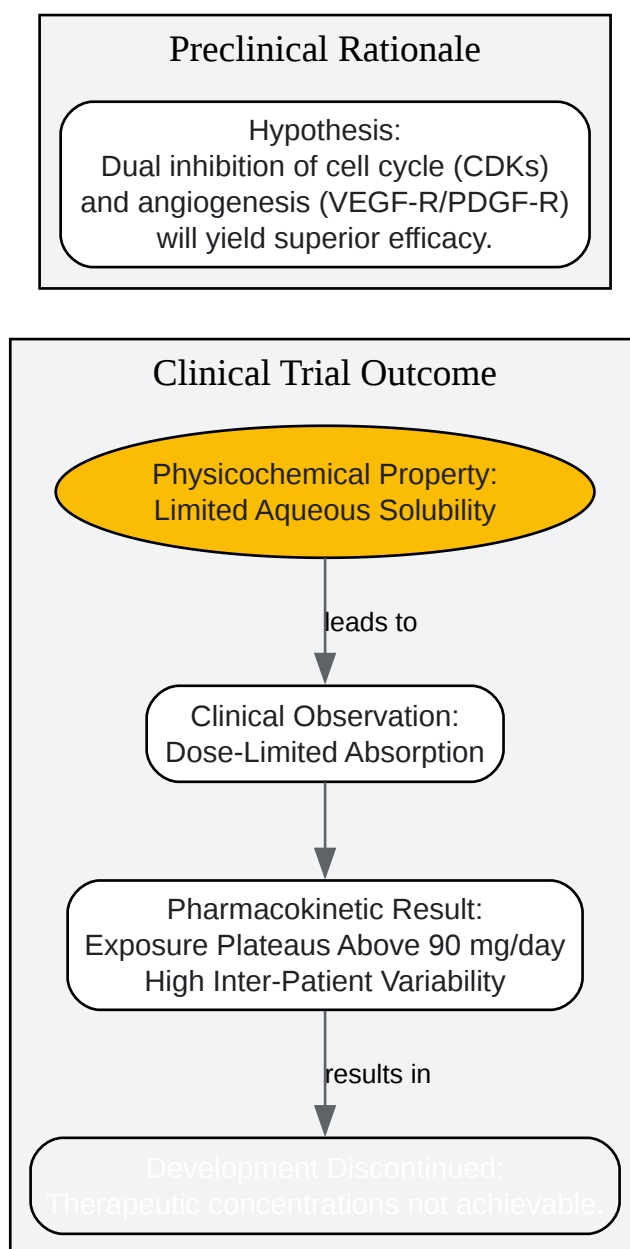 Preclinical Rationale
Hypothesis:
Dual inhibition of cell cycle (CDKs)
and angiogenesis (VEGF-R/PDGF-R)
will yield superior efficacy.
Clinical Trial Outcome
Physicochemical Property:
Limited Aqueous Solubility
leads to
Clinical Observation:
Dose-Limited Absorption
Pharmacokinetic Result:
Exposure Plateaus Above 90 mg/day
High Inter-Patient Variability
results in
Development Discontinued:
Therapeutic concentrations not achievable.